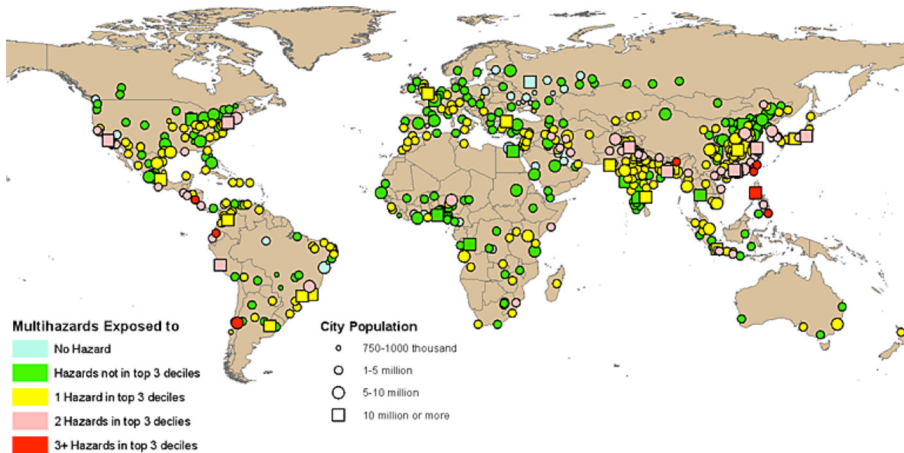 Multihazards Exposed to
No Hazard
Hazards not in top 3 deciles
1 Hazard in top 3 deciles
2 Hazards in top 3 declies
3+ Hazards in top 3 deciles
City Population
750-1000 thousand
1-5 million
5-10 million
10 million or more